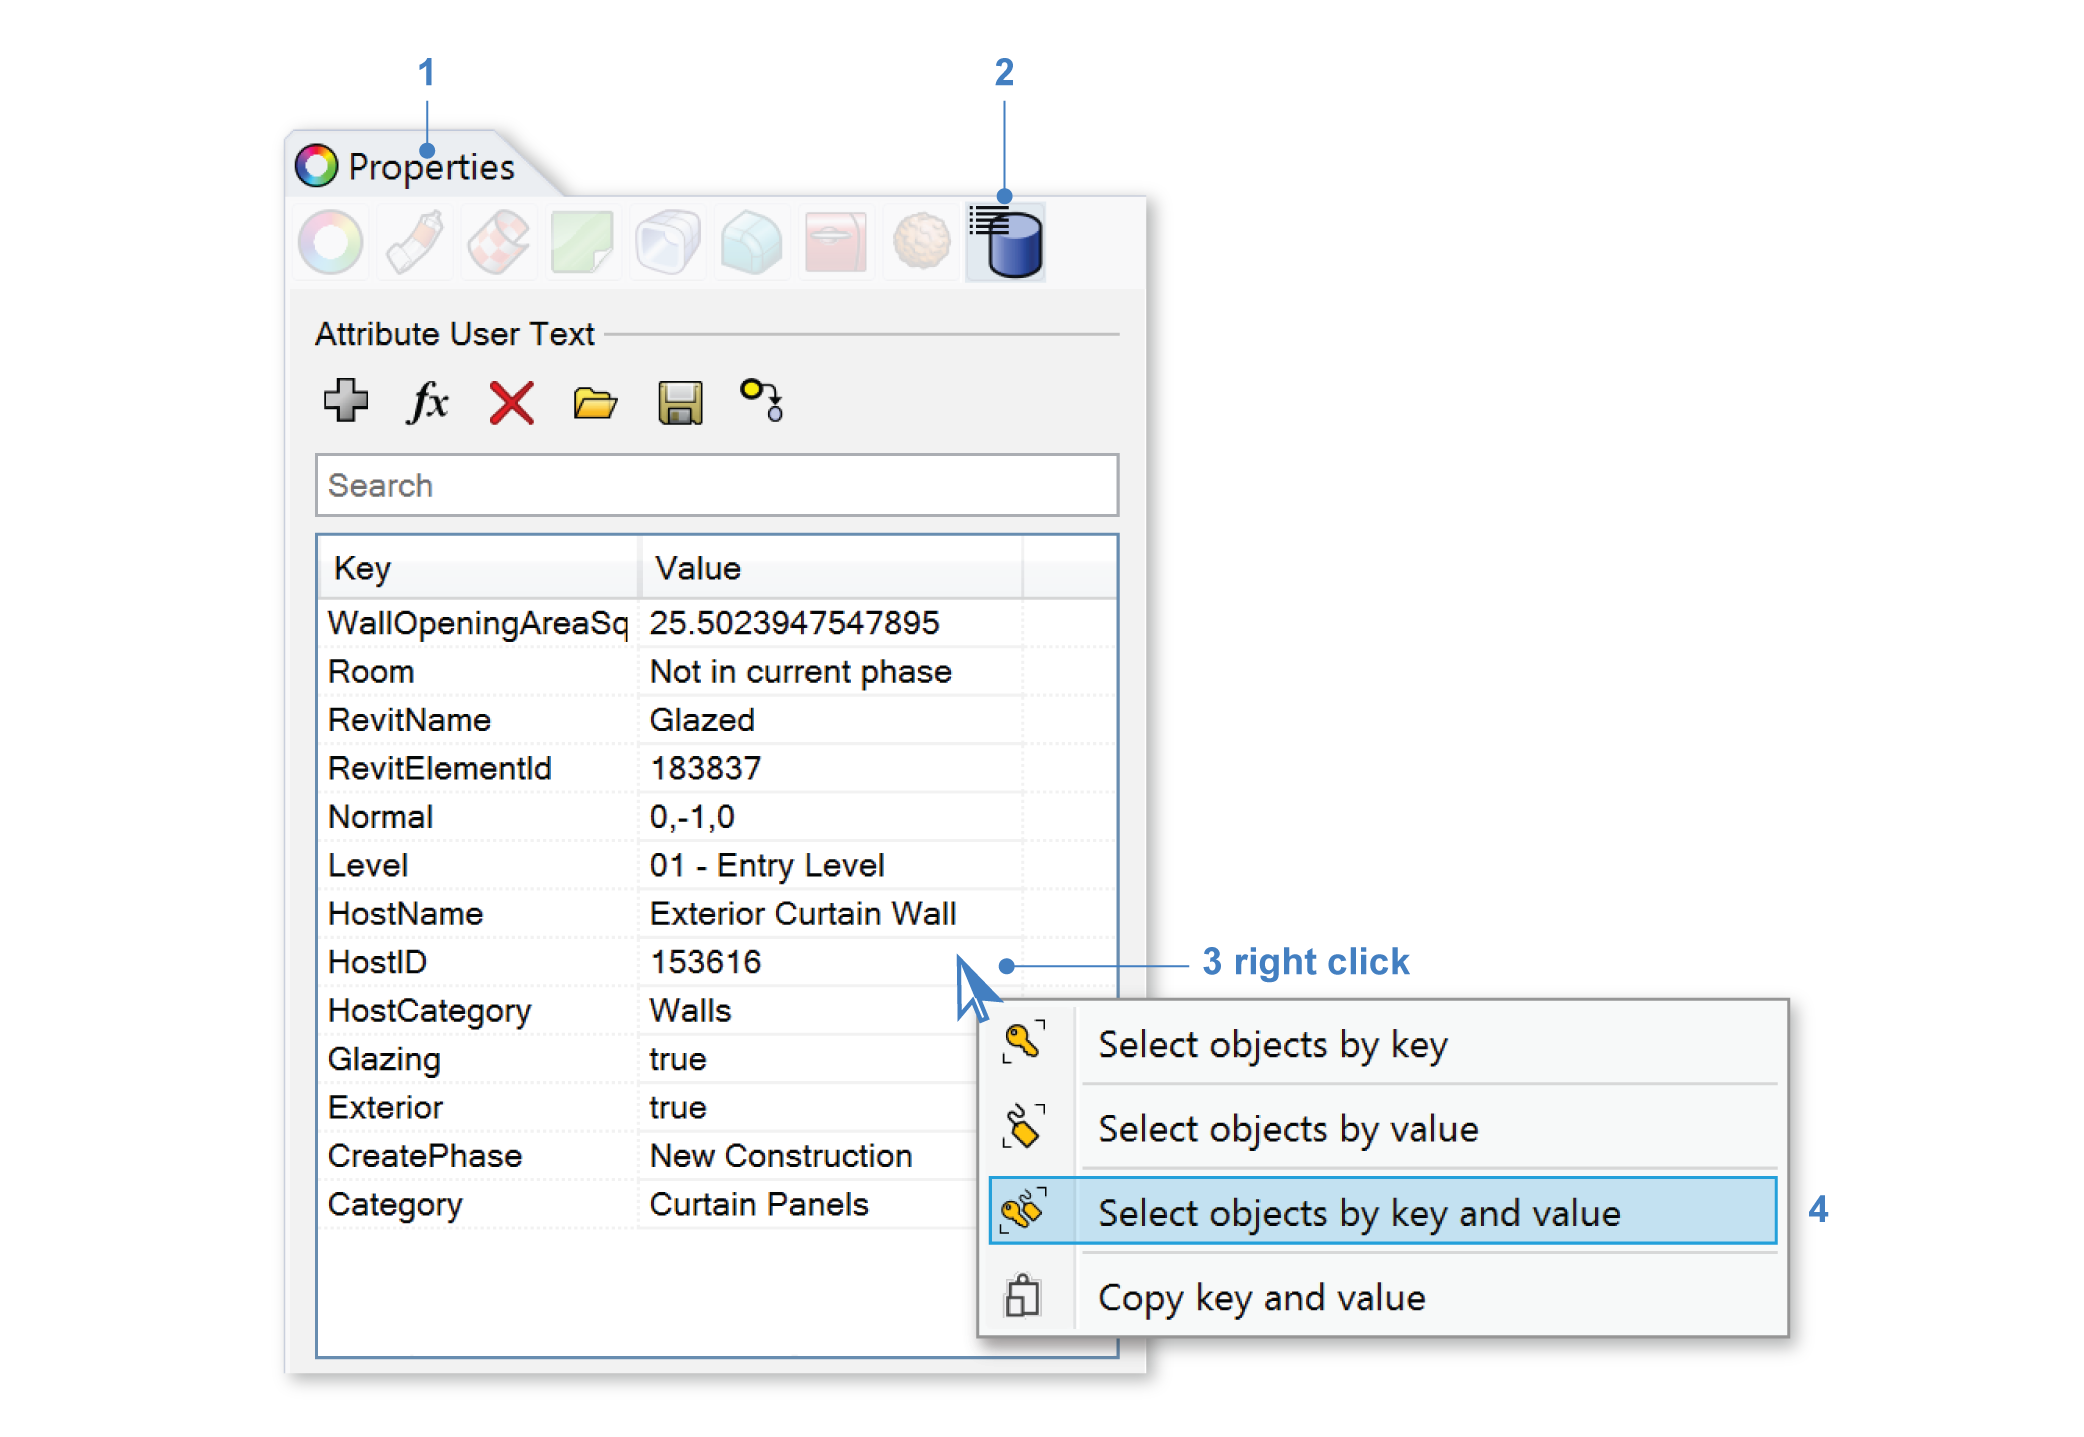 1
2
Properties
Attribute User Text
fx
Search
Key Value
WallOpeningAreaSq 25.5023947547895
Room Not in current phase
RevitName Glazed
RevitElementId 183837
Normal 0,-1,0
Level 01 - Entry Level
HostName Exterior Curtain Wall
HostID 153616
3 right click
HostCategory Walls
Glazing true
Exterior true
CreatePhase New Construction
Category Curtain Panels
Select objects by key
Select objects by value
Select objects by key and value
4
Copy key and value